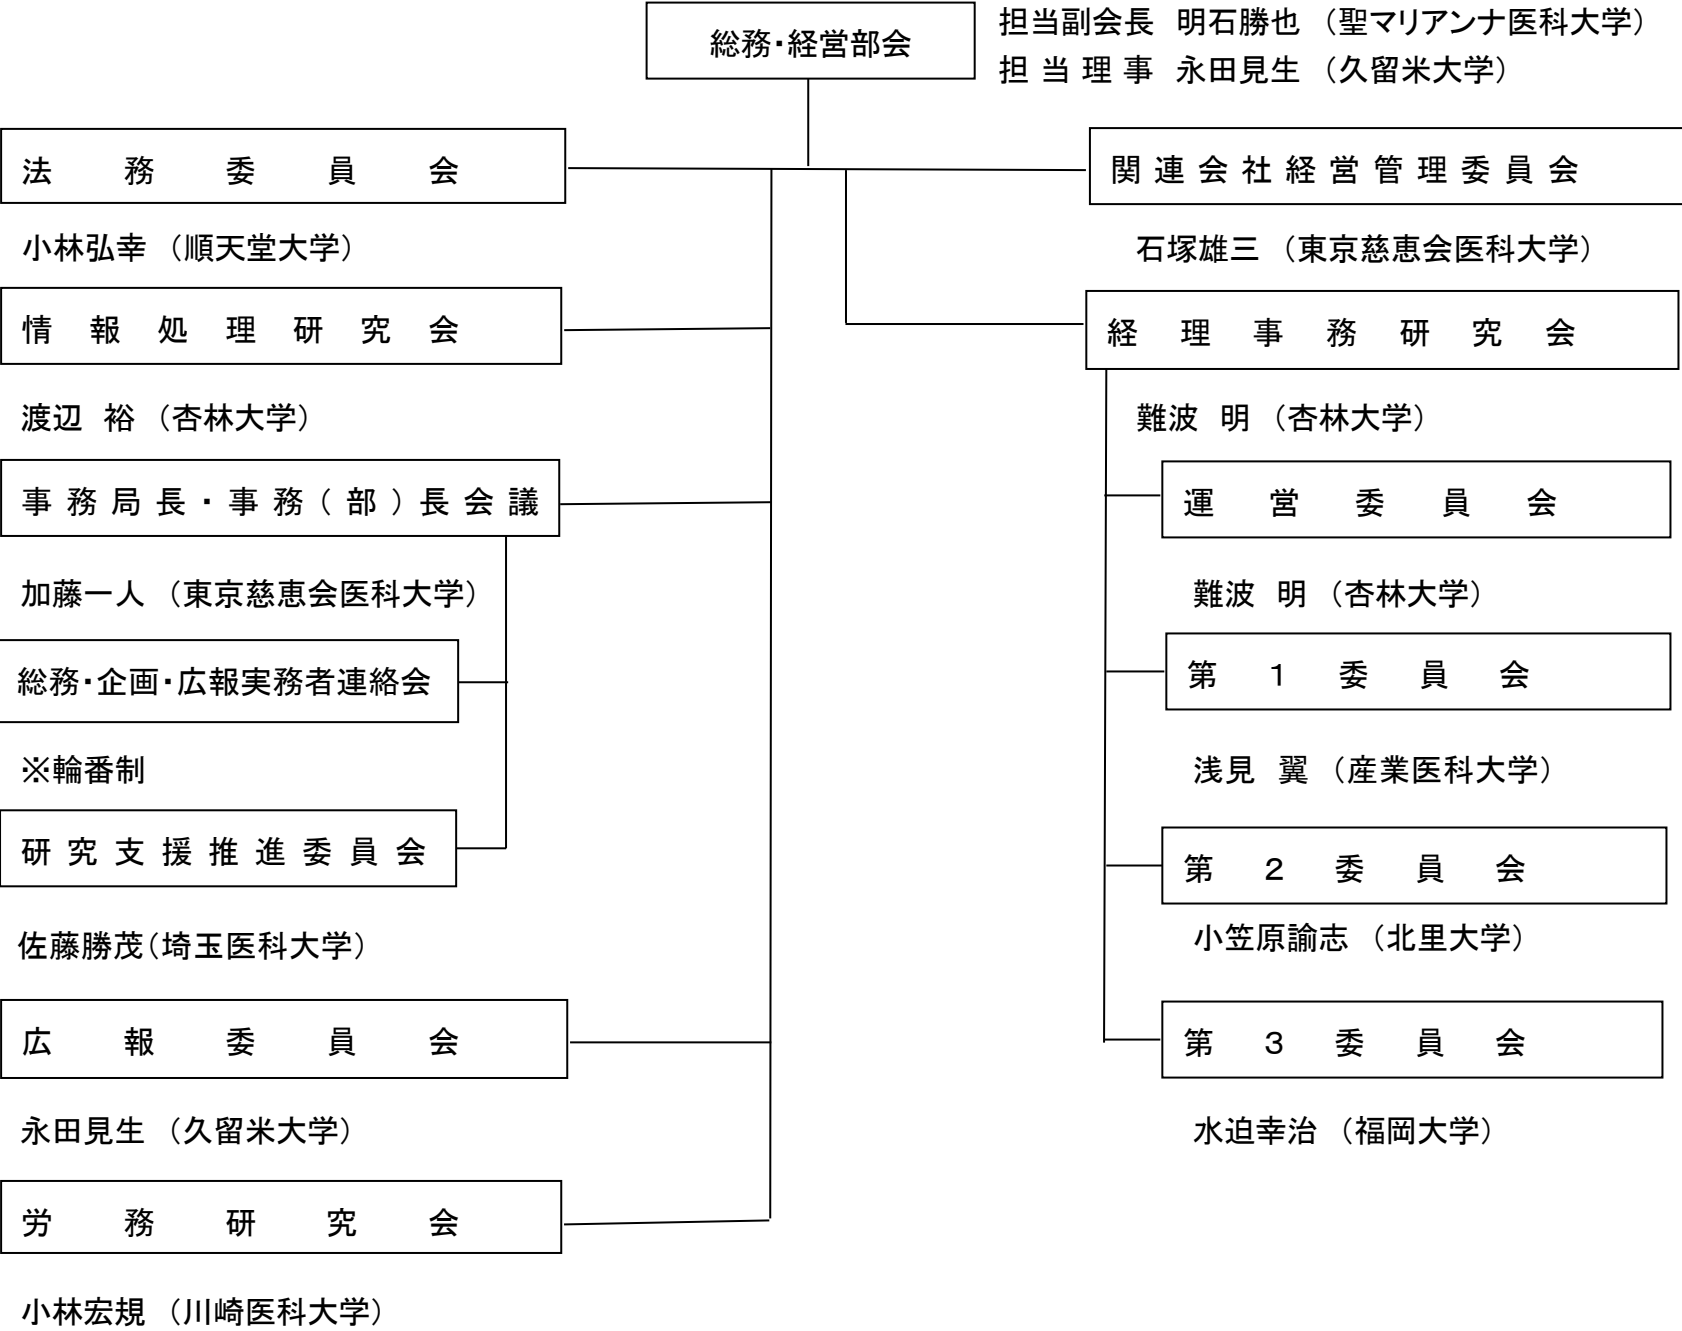 総務・経営部会
担当副会長　明石勝也　（聖マリアンナ医科大学）
担当理事　永田見生　（久留米大学）
法務委員会
小林弘幸　（順天堂大学）
情報処理研究会
渡辺　裕　（杏林大学）
事務局長・事務（部）長会議
加藤一人　（東京慈恵会医科大学）
総務・企画・広報実務者連絡会
※輪番制
研究支援推進委員会
佐藤勝茂（埼玉医科大学）
広報委員会
永田見生　（久留米大学）
労務研究会
小林宏規　（川崎医科大学）
関連会社経営管理委員会
石塚雄三　（東京慈恵会医科大学）
経理事務研究会
難波　明　（杏林大学）
運営委員会
難波　明　（杏林大学）
第１委員会
浅見　翼　（産業医科大学）
第２委員会
小笠原諭志　（北里大学）
第３委員会
水迫幸治　（福岡大学）